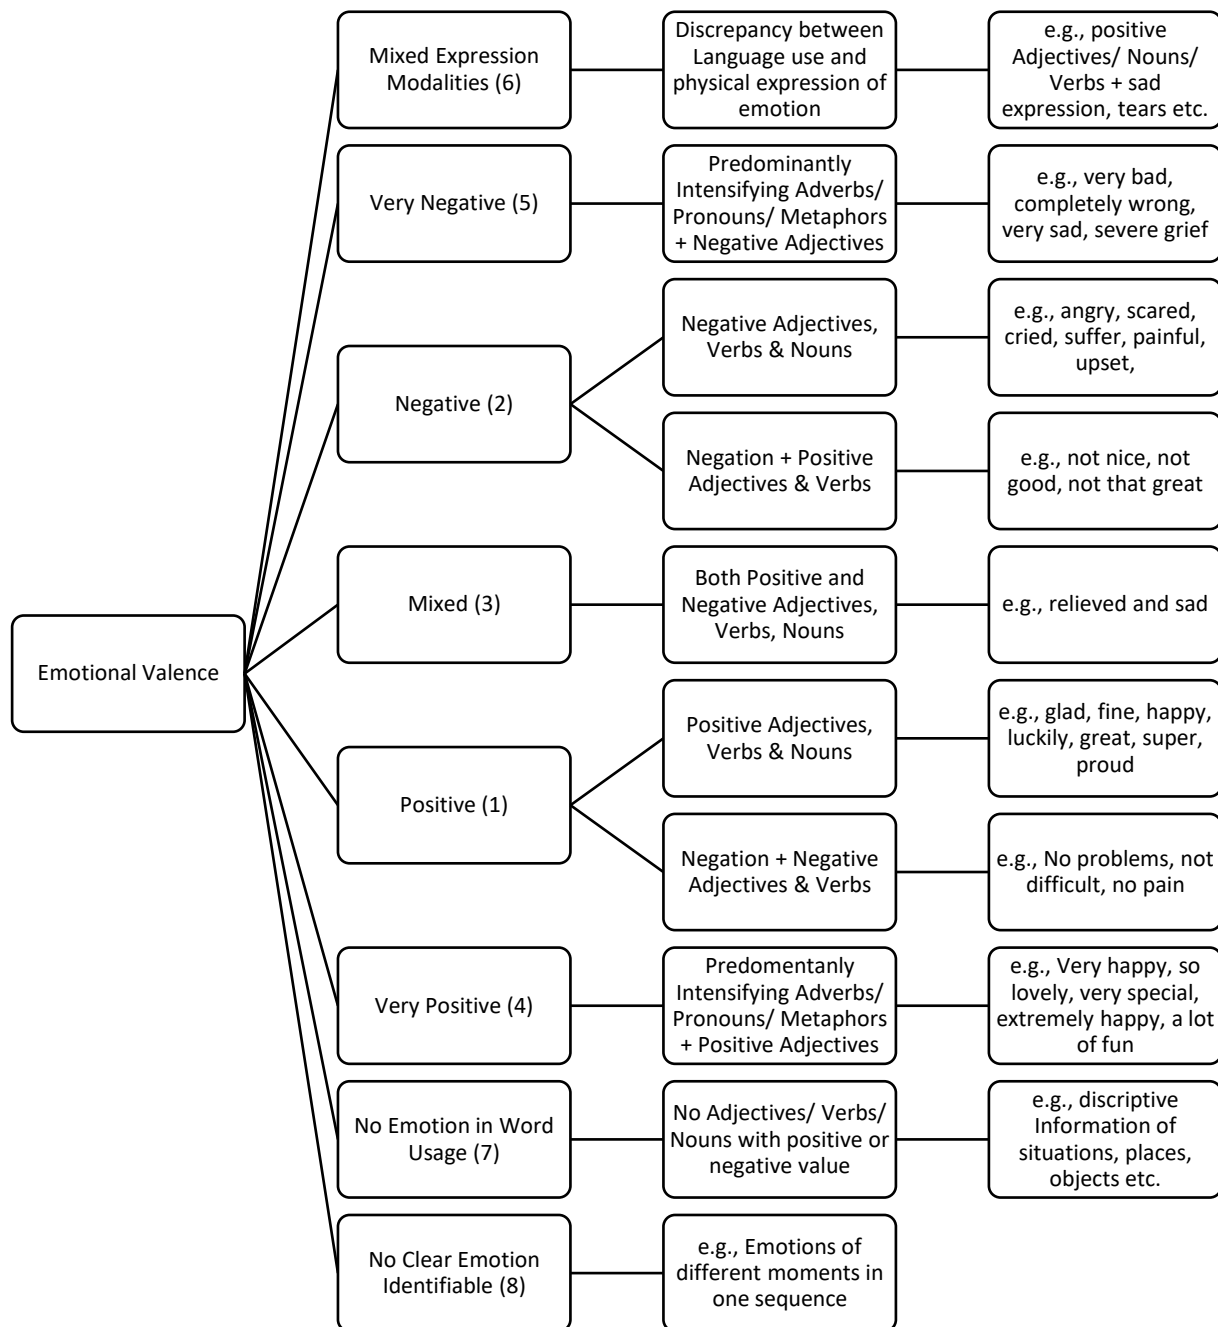 Mixed Expression
Modalities (6)
Discrepancy between
Language use and
physical expression of
emotion
e.g., positive
Adjectives/ Nouns/
Verbs + sad
expression, tears etc.
Very Negative (5)
Predominantly
Intensifying Adverbs/
Pronouns/ Metaphors
+ Negative Adjectives
e.g., very bad,
completely wrong,
very sad, severe grief
Negative (2)
Negative Adjectives,
Verbs & Nouns
e.g., angry, scared,
cried, suffer, painful,
upset,
Negation + Positive
Adjectives & Verbs
e.g., not nice, not
good, not that great
Emotional Valence
Mixed (3)
Both Positive and
Negative Adjectives,
Verbs, Nouns
e.g., relieved and sad
Positive (1)
Positive Adjectives,
Verbs & Nouns
e.g., glad, fine, happy,
luckily, great, super,
proud
Negation + Negative
Adjectives & Verbs
e.g., No problems, not
difficult, no pain
Very Positive (4)
Predomentanly
Intensifying Adverbs/
Pronouns/ Metaphors
+ Positive Adjectives
e.g., Very happy, so
lovely, very special,
extremely happy, a lot
of fun
No Emotion in Word
Usage (7)
No Adjectives/ Verbs/
Nouns with positive or
negative value
e.g., discriptive
Information of
situations, places,
objects etc.
No Clear Emotion
Identifiable (8)
e.g., Emotions of
different moments in
one sequence